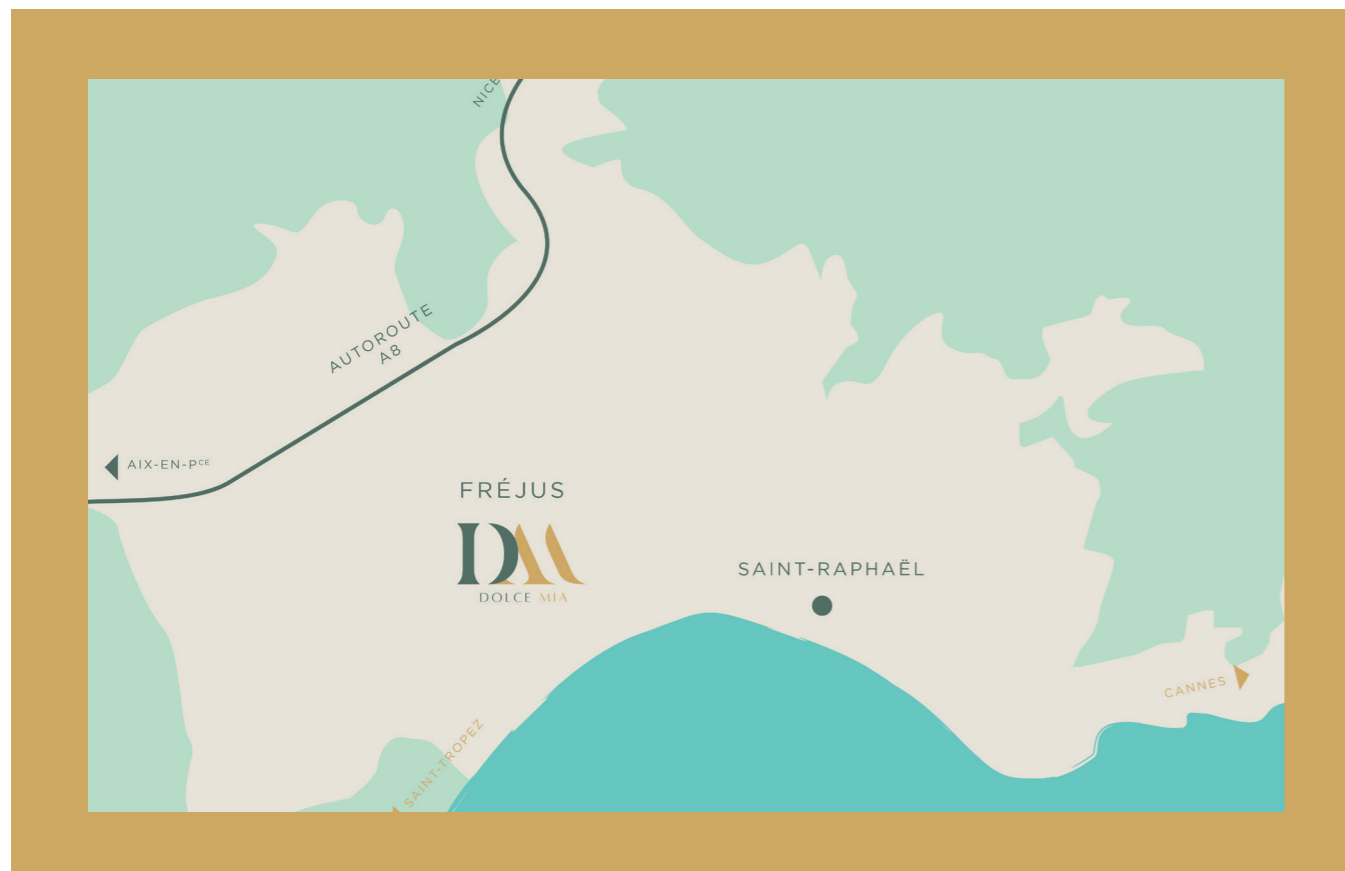 NICE
AUTOROUTE
A8
AIX-EN-PCE
FRÉJUS
DM
DOLCE MIA
SAINT-RAPHAËL
CANNES
SAINT-TROPEZ